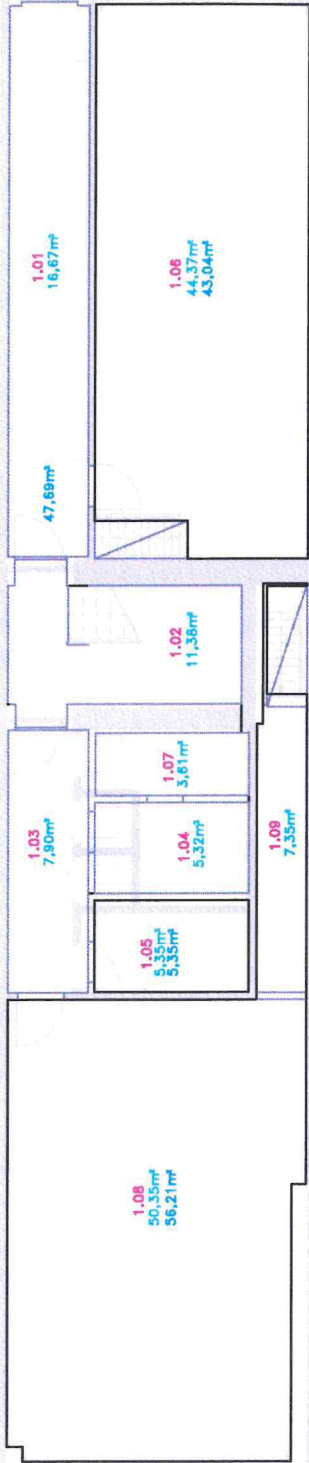 1.01
16,67m²
47,69m²
1.06
44,37m²
43,04m²
1.02
11,38m²
1.03
7,90m²
1.07
3,61m²
1.04
5,32m²
1.05
5,35m²
5,35m²
1.09
7,35m²
1.08
50,35m²
56,21m²